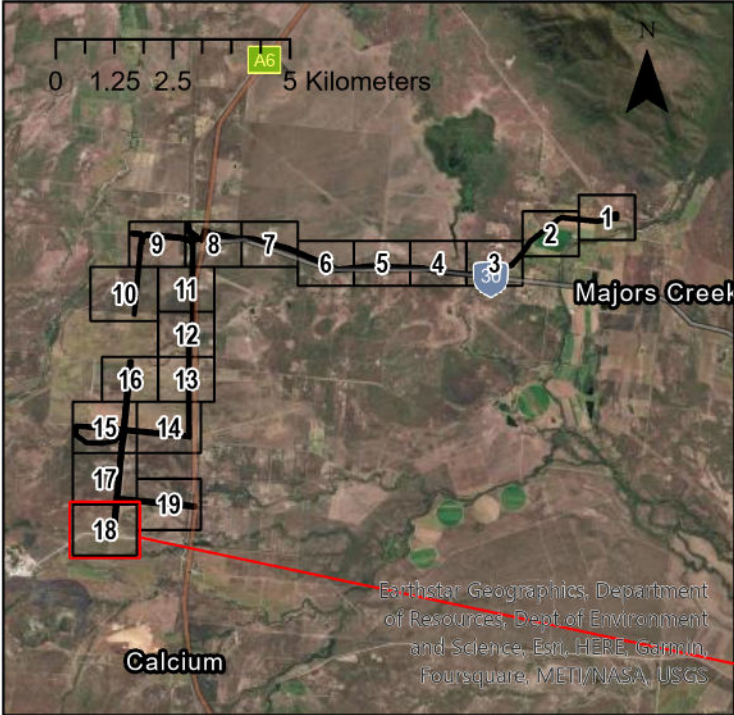 N
A6
0 1.25 2.5 5 Kilometers
1
2
9 8 7 6 5 4 3
30
10 11
Majors Creek
12
16 13
15 14
17
19
18
Earthstar Geographics, Department
of Resources, Dept of Environment
and Science, Esri, HERE, Garmin,
Foursquare, METI/NASA, USGS
Calcium